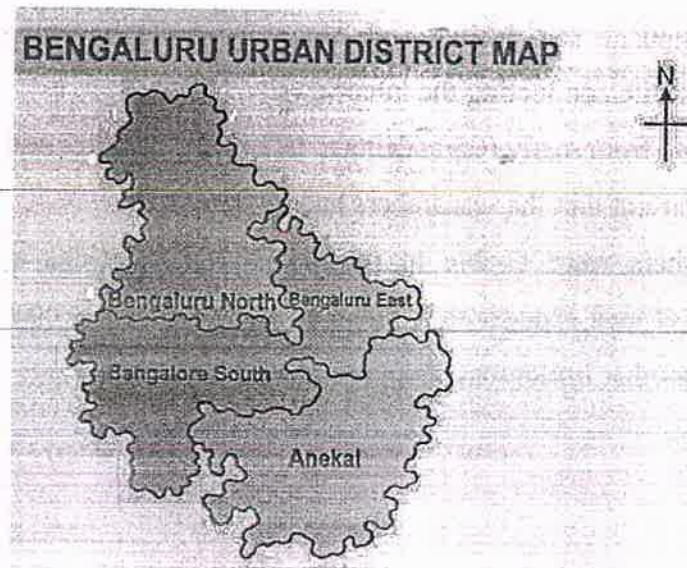 BENGALURU URBAN DISTRICT MAP
N
Bengaluru North
Bengaluru East
Bangalore South
Anekal